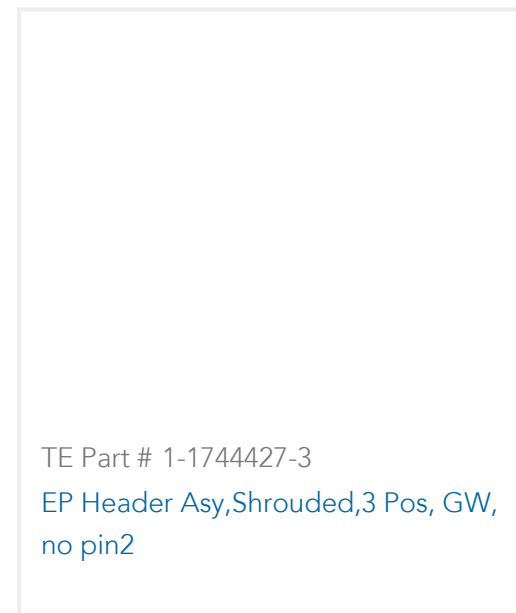 TE Part # 1-1744427-3
EP Header Asy,Shrouded,3 Pos, GW,
no pin2